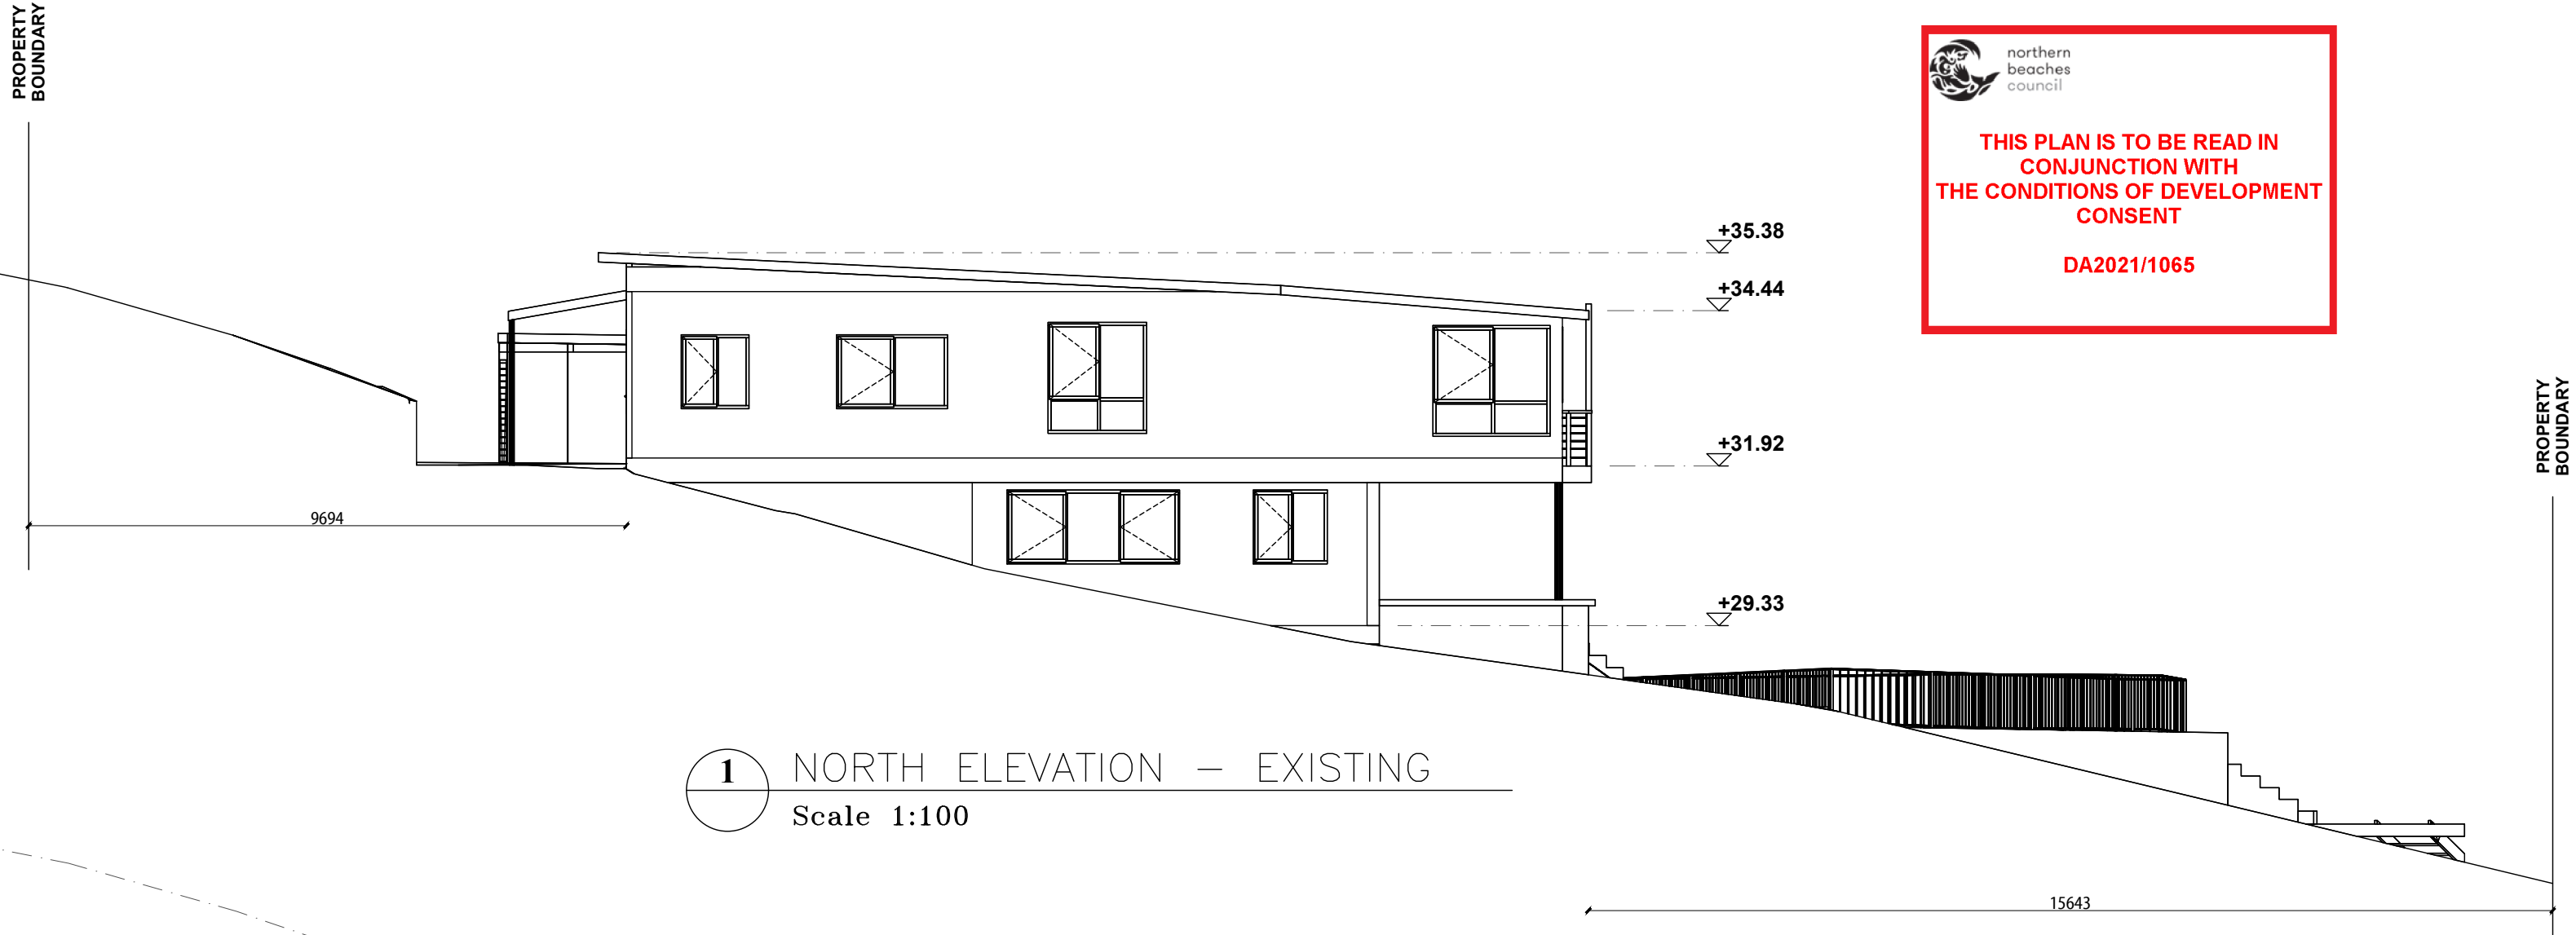 PROPERTY
BOUNDARY
northern
beaches
council
THIS PLAN IS TO BE READ IN
CONJUNCTION WITH
THE CONDITIONS OF DEVELOPMENT
CONSENT
DA2021/1065
+35.38
+34.44
+31.92
+29.33
PROPERTY
BOUNDARY
9694
1
NORTH ELEVATION – EXISTING
Scale 1:100
15643